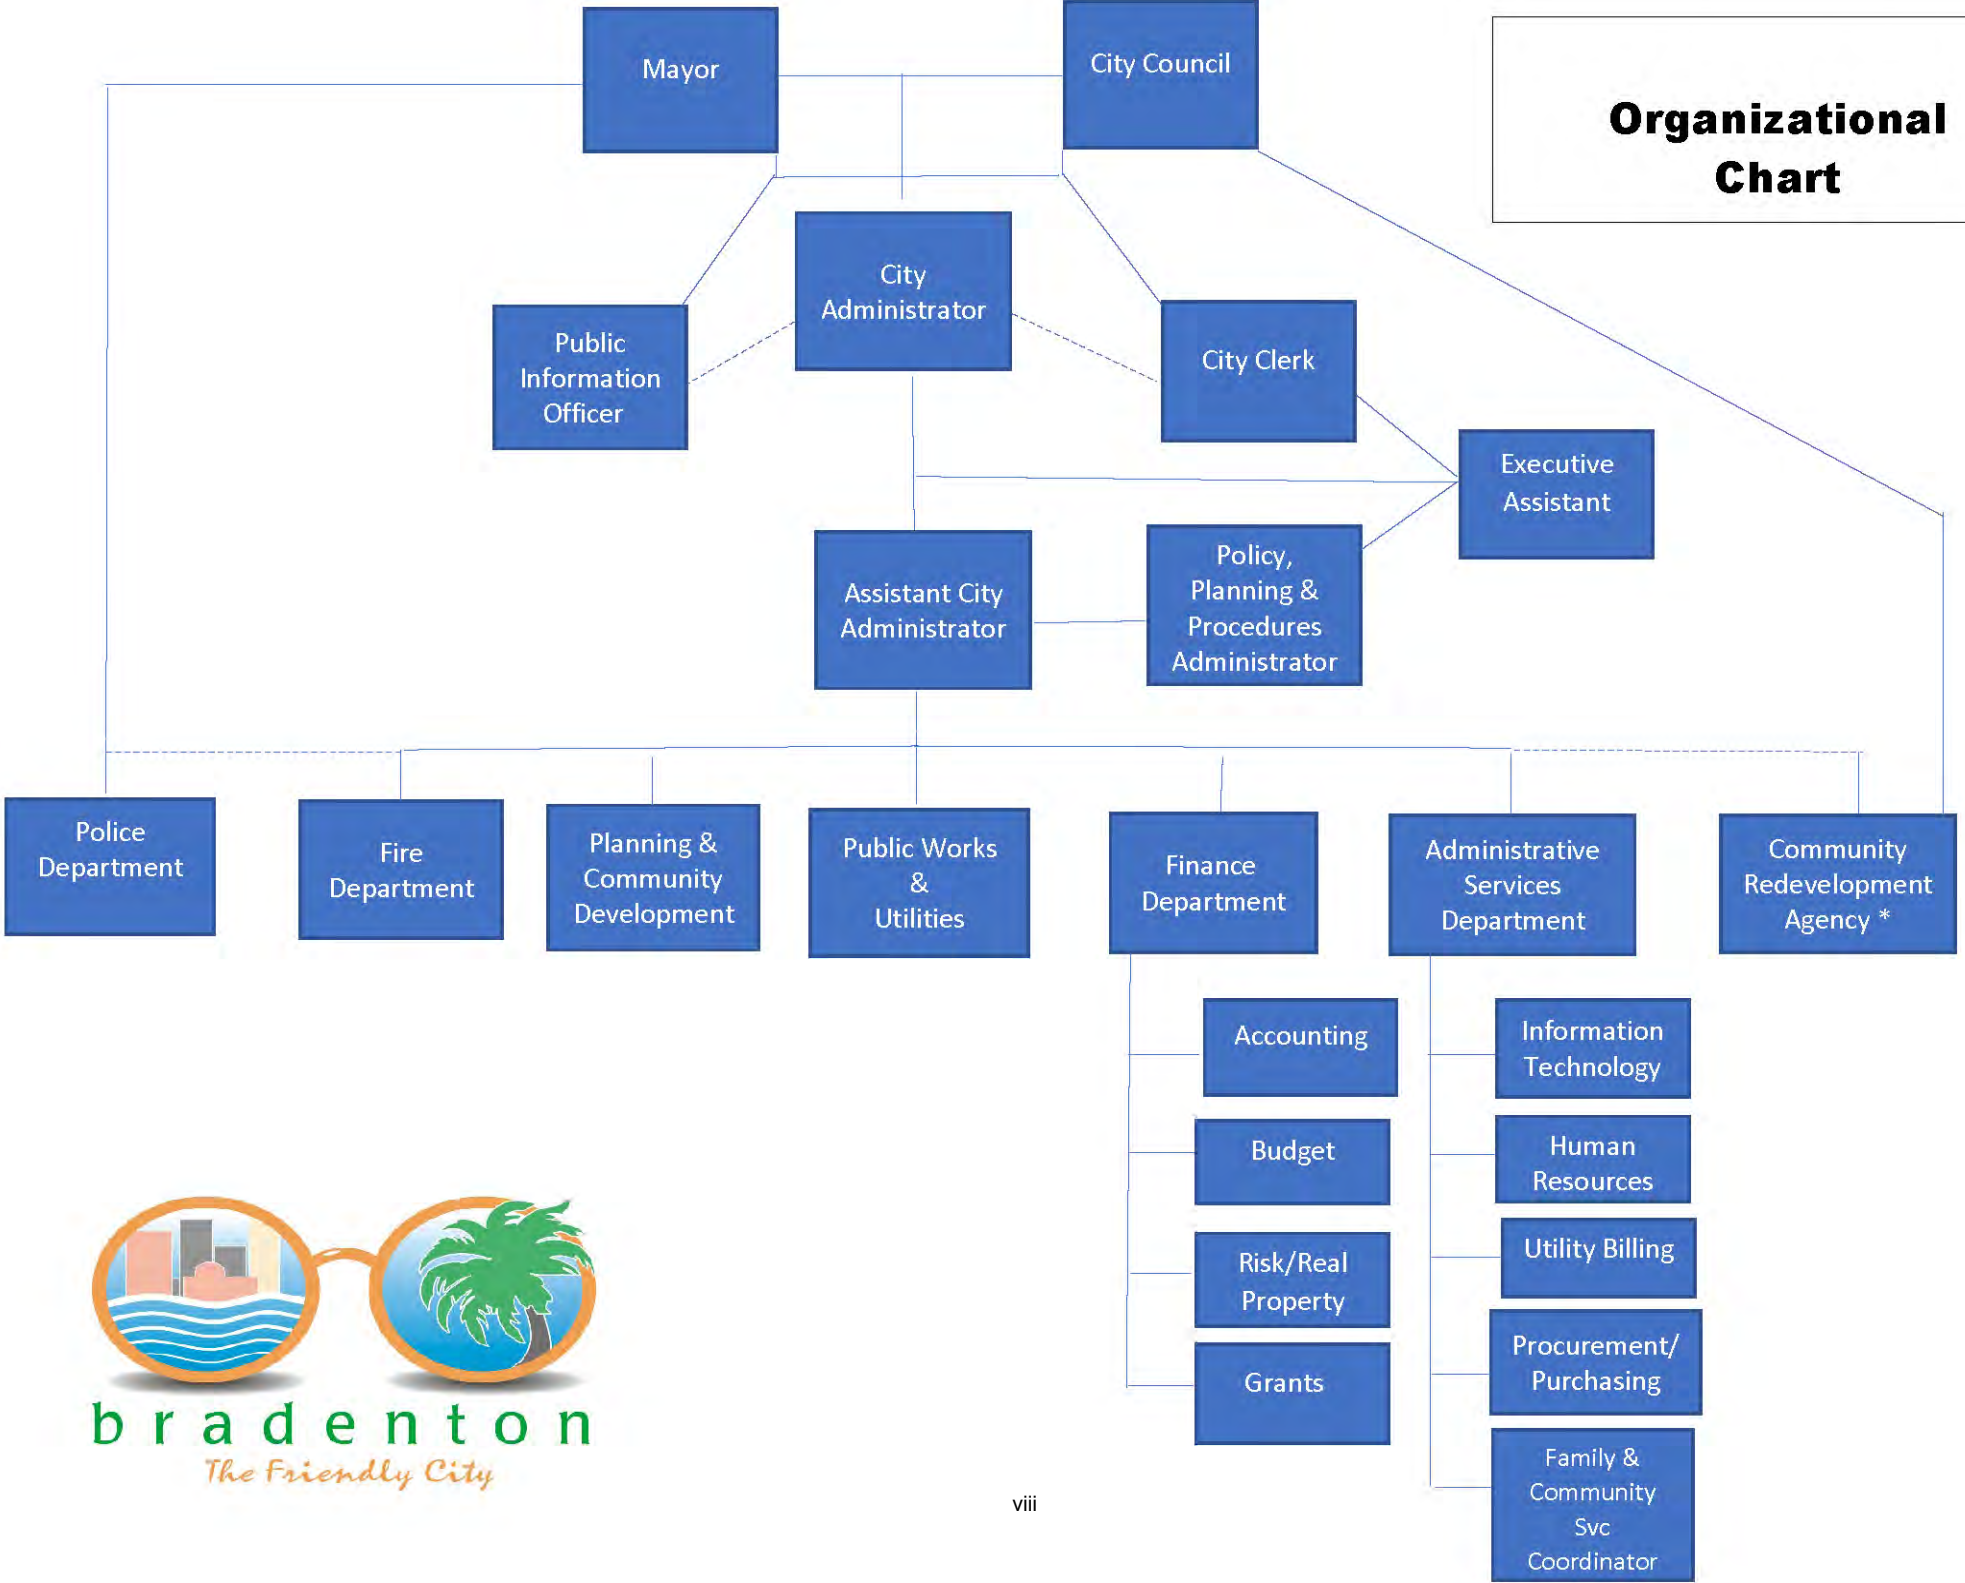 Mayor
City Council
Organizational
Chart
City
Administrator
Public
Information
Officer
City Clerk
Executive
Assistant
Assistant City
Administrator
Policy,
Planning &
Procedures
Administrator
Police
Department
Fire
Department
Planning &
Community
Development
Public Works
&
Utilities
Finance
Department
Administrative
Services
Department
Community
Redevelopment
Agency *
Accounting
Budget
Risk/Real
Property
Grants
Information
Technology
Human
Resources
Utility Billing
Procurement/
Purchasing
Family &
Community
Svc
Coordinator
bradenton
The Friendly City
viii